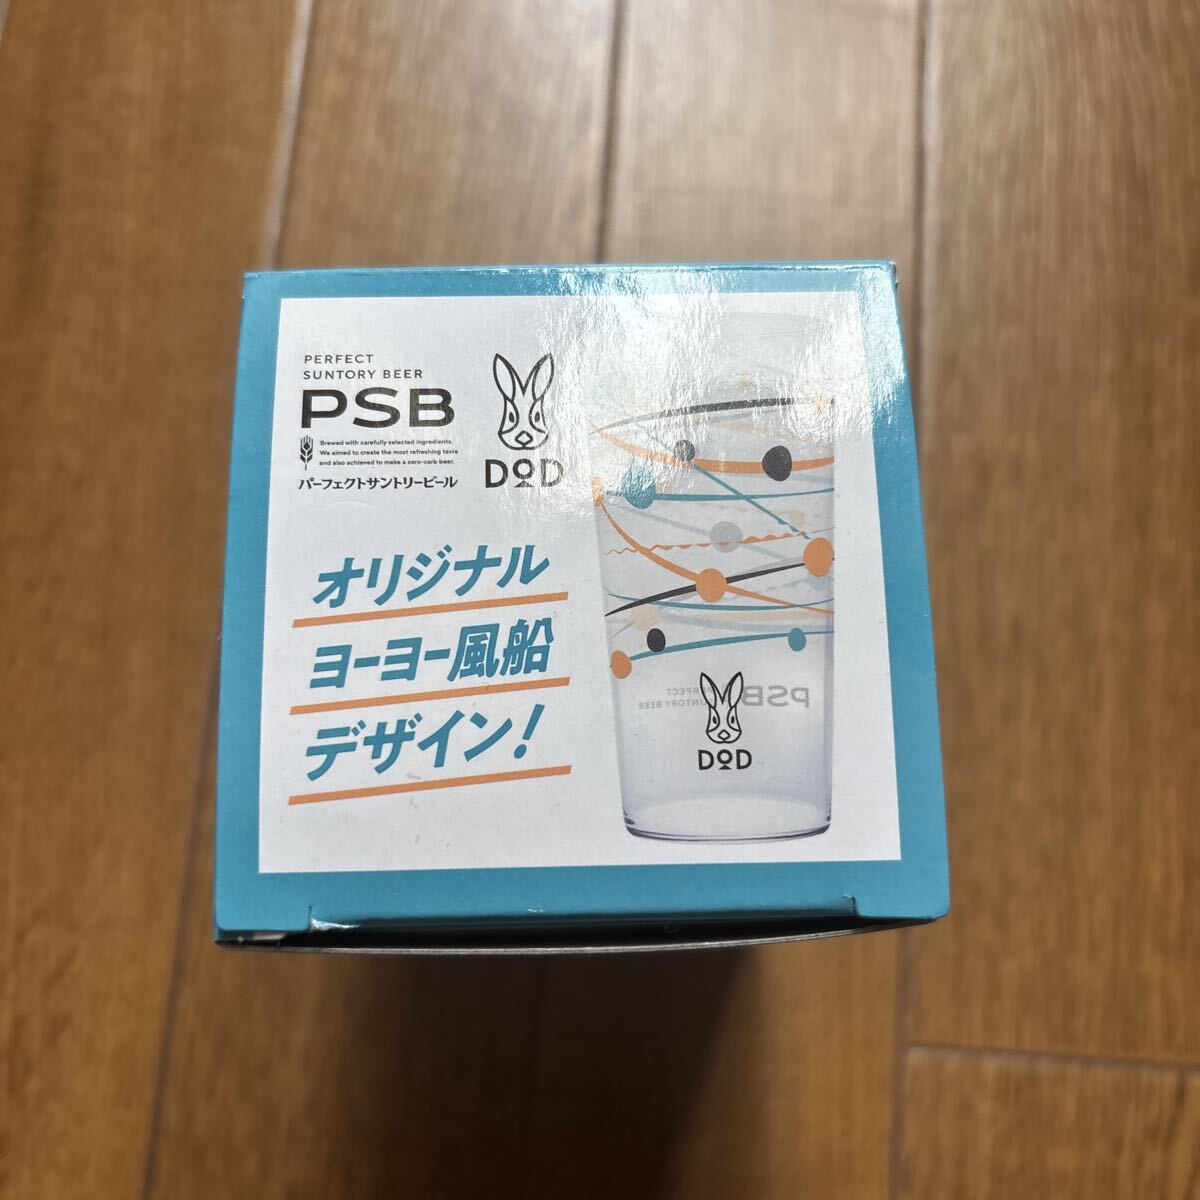 PERFECT
SUNTORY BEER
PSB
Brewed with carefully selected ingredients.
We aimed to create the most refreshing taste
and also achieved to make a zero-carb beer.
パーフェクトサントリービール
DOD
オリジナル
ヨーヨー風船
デザイン!
PERFECT
SUNTORY BEER
PSB
DOD